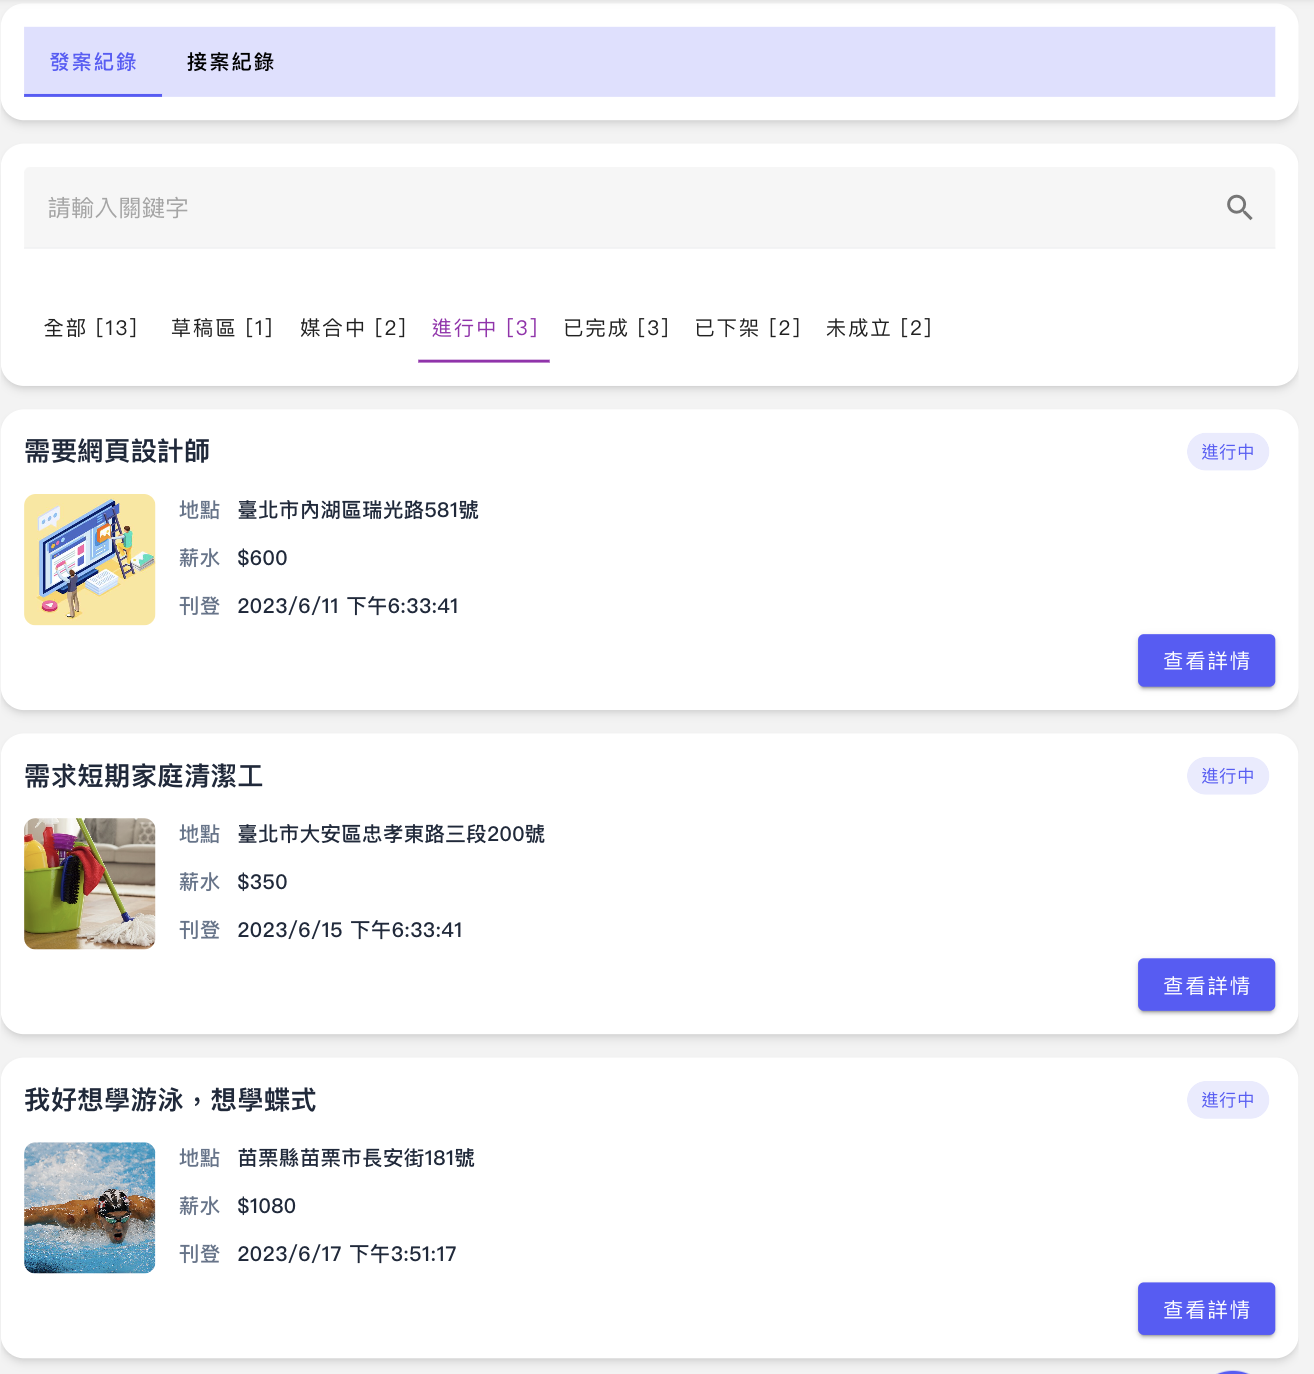 發案紀錄 接案紀錄
請輸入關鍵字
全部 [13] 草稿區 [1] 媒合中 [2] 進行中 [3] 已完成 [3] 已下架 [2] 未成立 [2]
需要網頁設計師 進行中
地點 臺北市內湖區瑞光路581號
薪水 $600
刊登 2023/6/11 下午6:33:41
查看詳情
需求短期家庭清潔工 進行中
地點 臺北市大安區忠孝東路三段200號
薪水 $350
刊登 2023/6/15 下午6:33:41
查看詳情
我好想學游泳，想學蝶式 進行中
地點 苗栗縣苗栗市長安街181號
薪水 $1080
刊登 2023/6/17 下午3:51:17
查看詳情